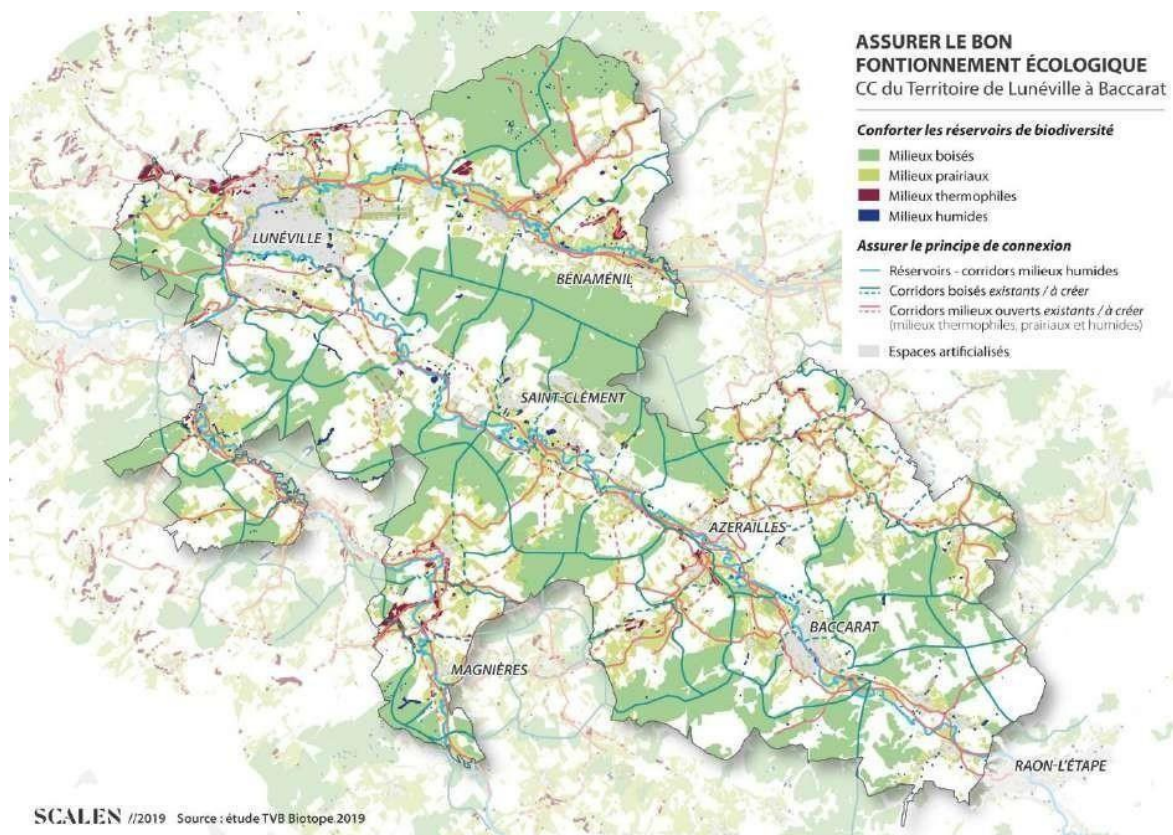 ASSURER LE BON
FONTIONNEMENT ÉCOLOGIQUE
CC du Territoire de Lunéville à Baccarat
Conforter les réservoirs de biodiversité
Milieux boisés
Milieux prairiaux
Milieux thermophiles
Milieux humides
Assurer le principe de connexion
Réservoirs - corridors milieux humides
Corridors boisés existants / à créer
Corridors milieux ouverts existants / à créer
(milieux thermophiles, prairiaux et humides)
Espaces artificialisés
LUNÉVILLE
BÉNAMÉNIL
SAINT-CLÉMENT
AZERAILLES
BACCARAT
MAGNIÈRES
RAON-L'ÉTAPE
SCALEN //2019 Source : étude TVB Biotope 2019